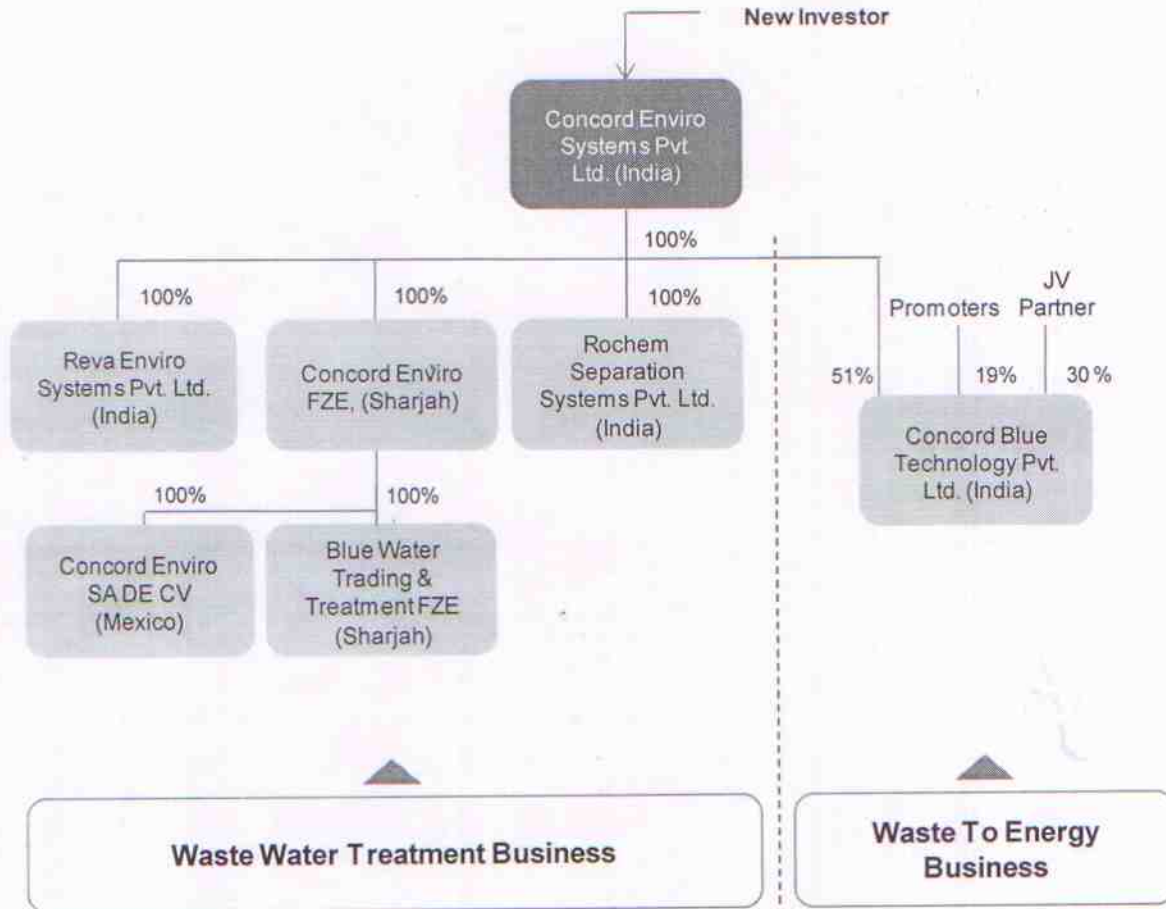 New Investor
Concord Enviro
Systems Pvt.
Ltd. (India)
100%
100%
100%
100%
Promoters
JV
Partner
51%
19%
30%
Reva Enviro
Systems Pvt. Ltd.
(India)
Concord Enviro
FZE, (Sharjah)
Rochem
Separation
Systems Pvt. Ltd.
(India)
Concord Blue
Technology Pvt.
Ltd. (India)
100%
100%
Concord Enviro
SA DE CV
(Mexico)
Blue Water
Trading &
Treatment FZE
(Sharjah)
Waste Water Treatment Business
Waste To Energy
Business